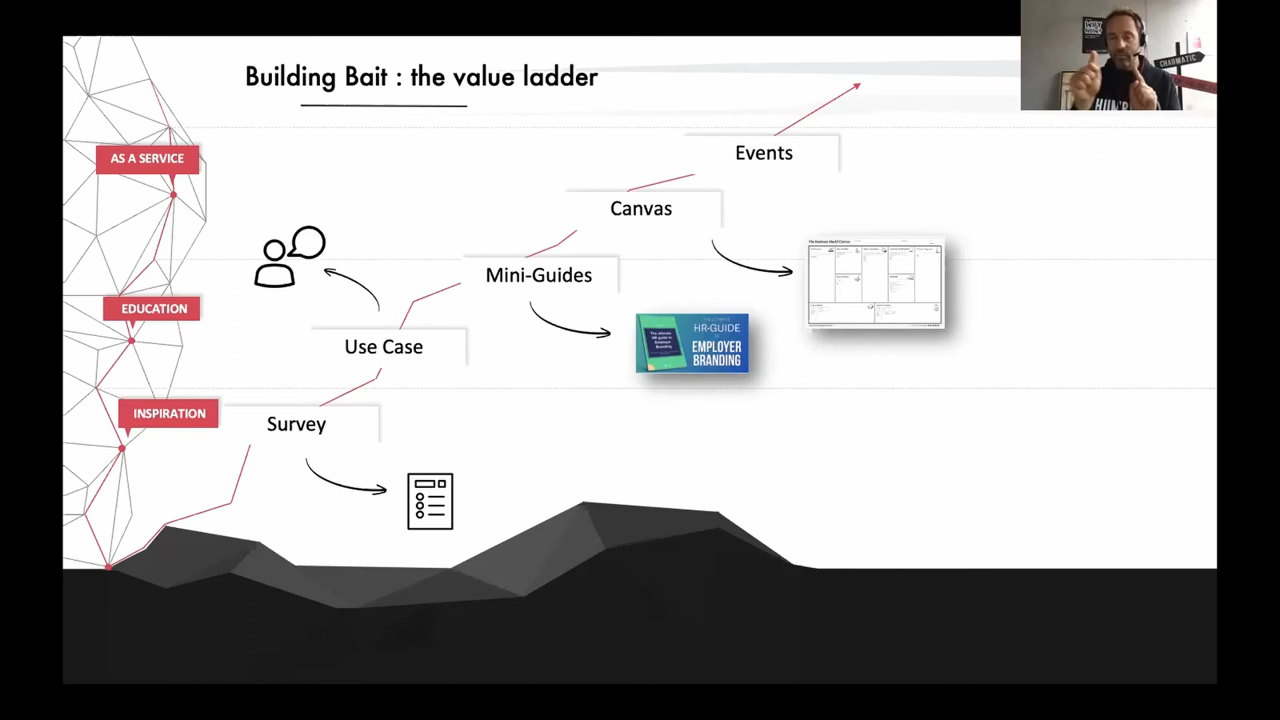 Building Bait : the value ladder
CHADMATIC
Events
AS A SERVICE
Canvas
Mini-Guides
EDUCATION
HR-GUIDE
EMPLOYER
BRANDING
Use Case
INSPIRATION
Survey